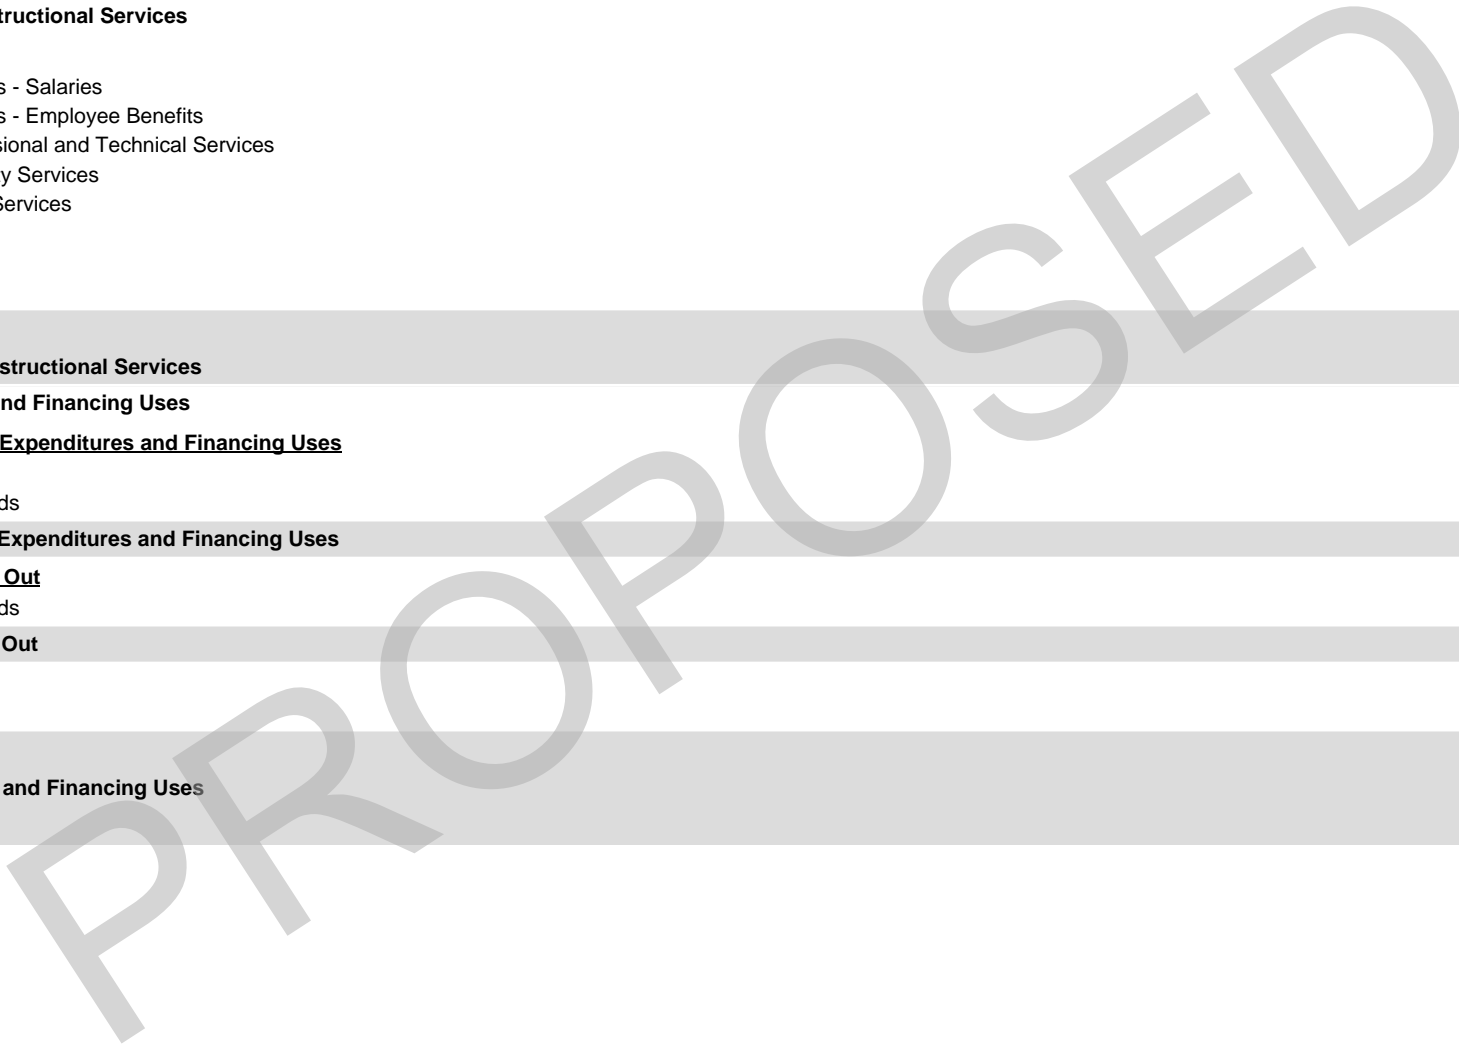 tructional Services
s - Salaries
s - Employee Benefits
sional and Technical Services
ty Services
Services
structional Services
nd Financing Uses
Expenditures and Financing Uses
ds
Expenditures and Financing Uses
Out
ds
Out
and Financing Uses
PROPOSED